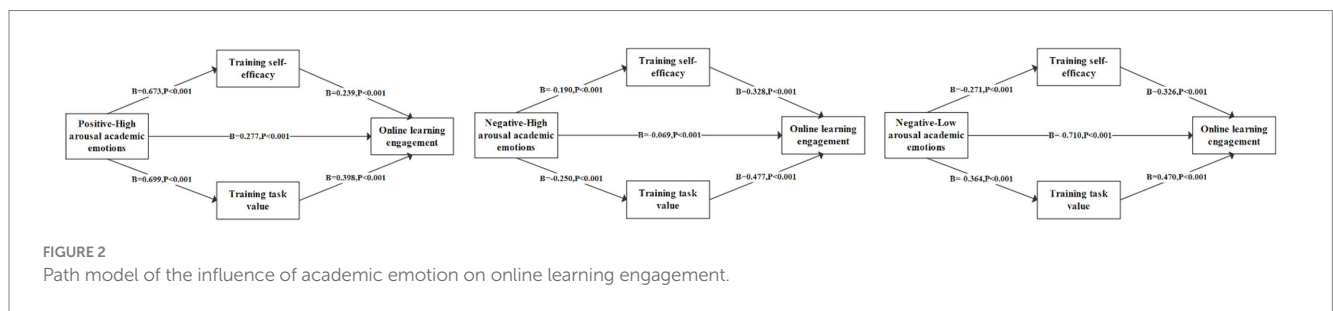 Training self-
efficacy
B=0.673,P<0.001
B=0.239,P<0.001
Positive-High
arousal academic
emotions
B=0.277,P<0.001
Online learning
engagement
B=0.699,P<0.001
B=0.398,P<0.001
Training task
value
Training self-
efficacy
B=-0.190,P<0.001
B=0.328,P<0.001
Negative-High
arousal academic
emotions
B=-0.069,P<0.001
Online learning
engagement
B=-0.250,P<0.001
B=0.477,P<0.001
Training task
value
Training self-
efficacy
B=-0.271,P<0.001
B=0.326,P<0.001
Negative-Low
arousal academic
emotions
B=-0.710,P<0.001
Online learning
engagement
B=-0.364,P<0.001
B=0.470,P<0.001
Training task
value
FIGURE 2
Path model of the influence of academic emotion on online learning engagement.